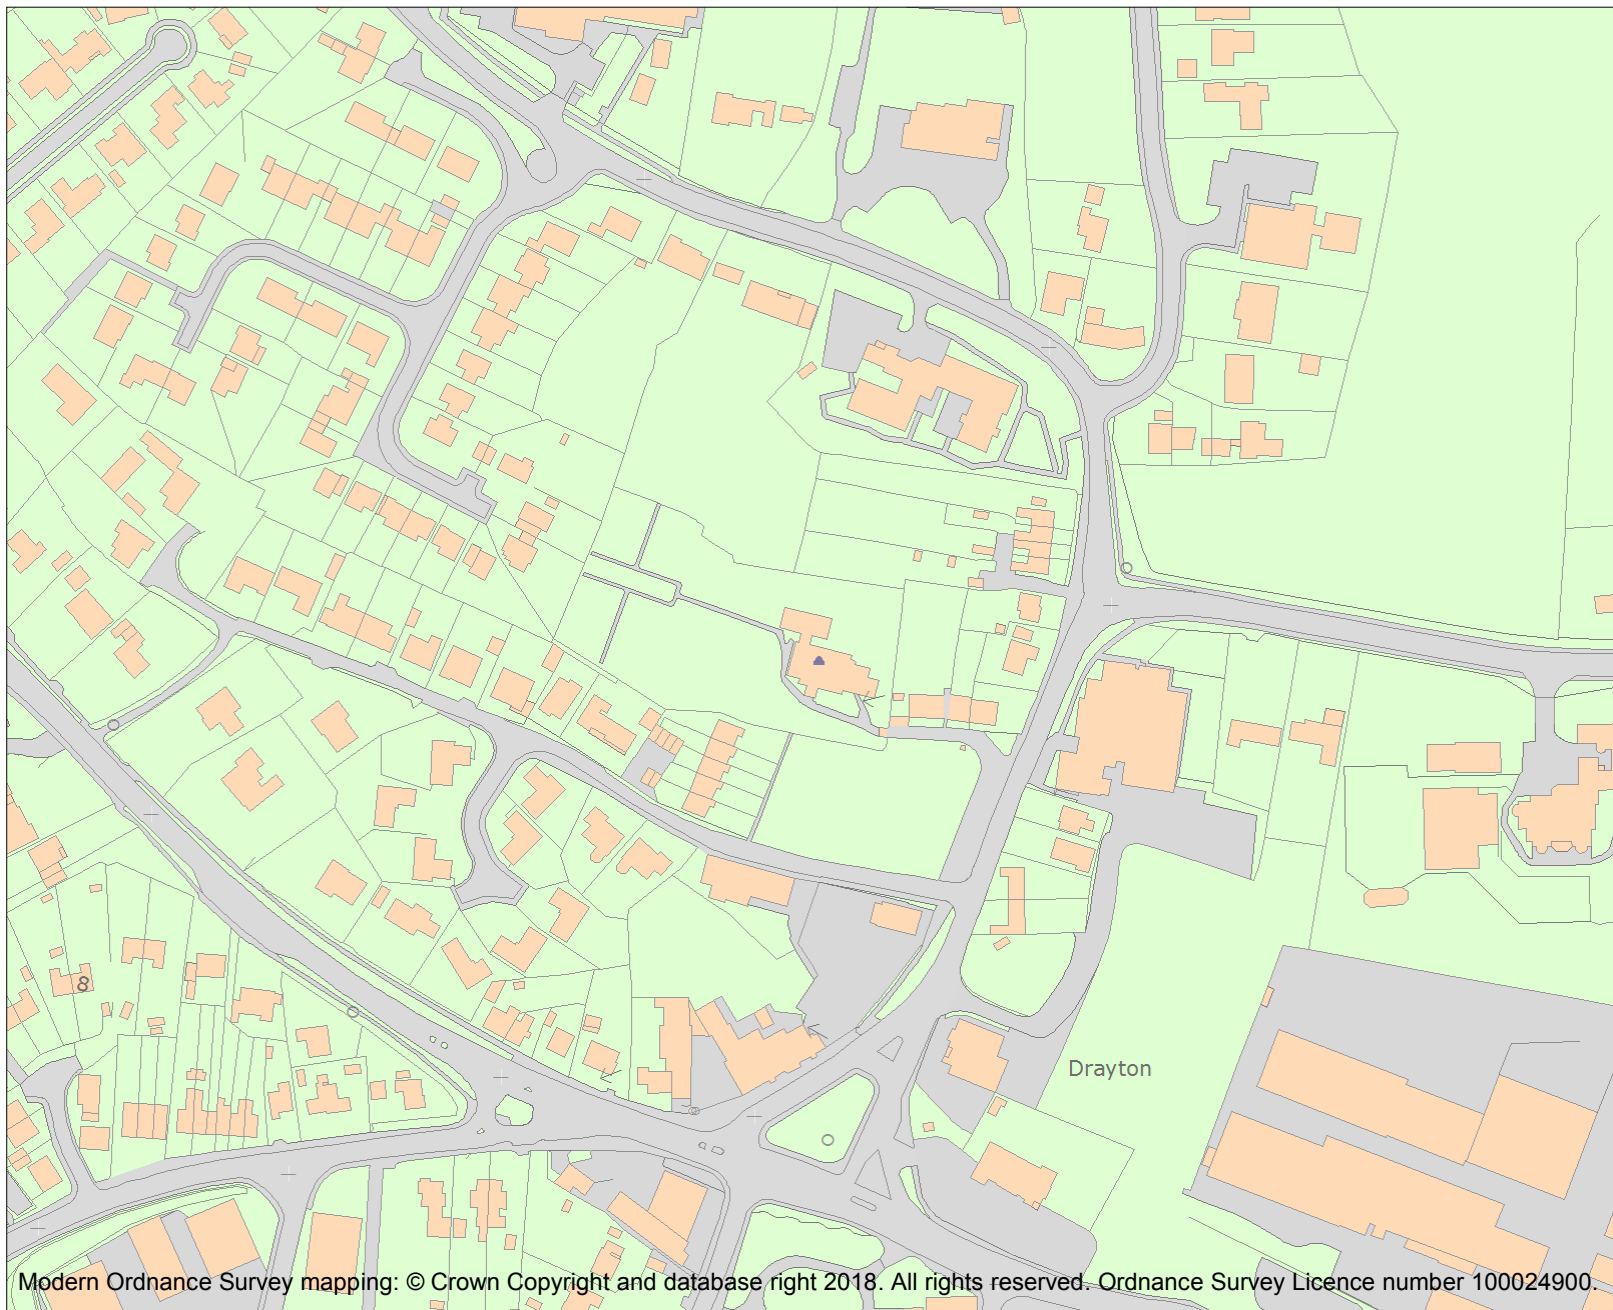 8
Drayton
Modern Ordnance Survey mapping: © Crown Copyright and database right 2018. All rights reserved. Ordnance Survey Licence number 100024900.